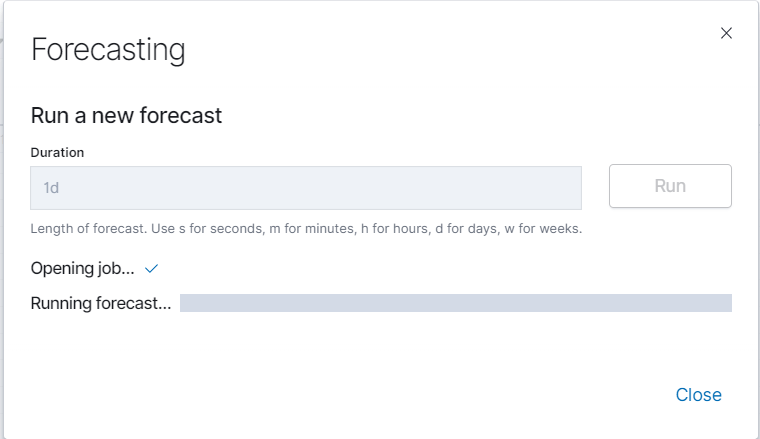 Forecasting
Run a new forecast
Duration
1d
Run
Length of forecast. Use s for seconds, m for minutes, h for hours, d for days, w for weeks.
Opening job...
Running forecast...
Close